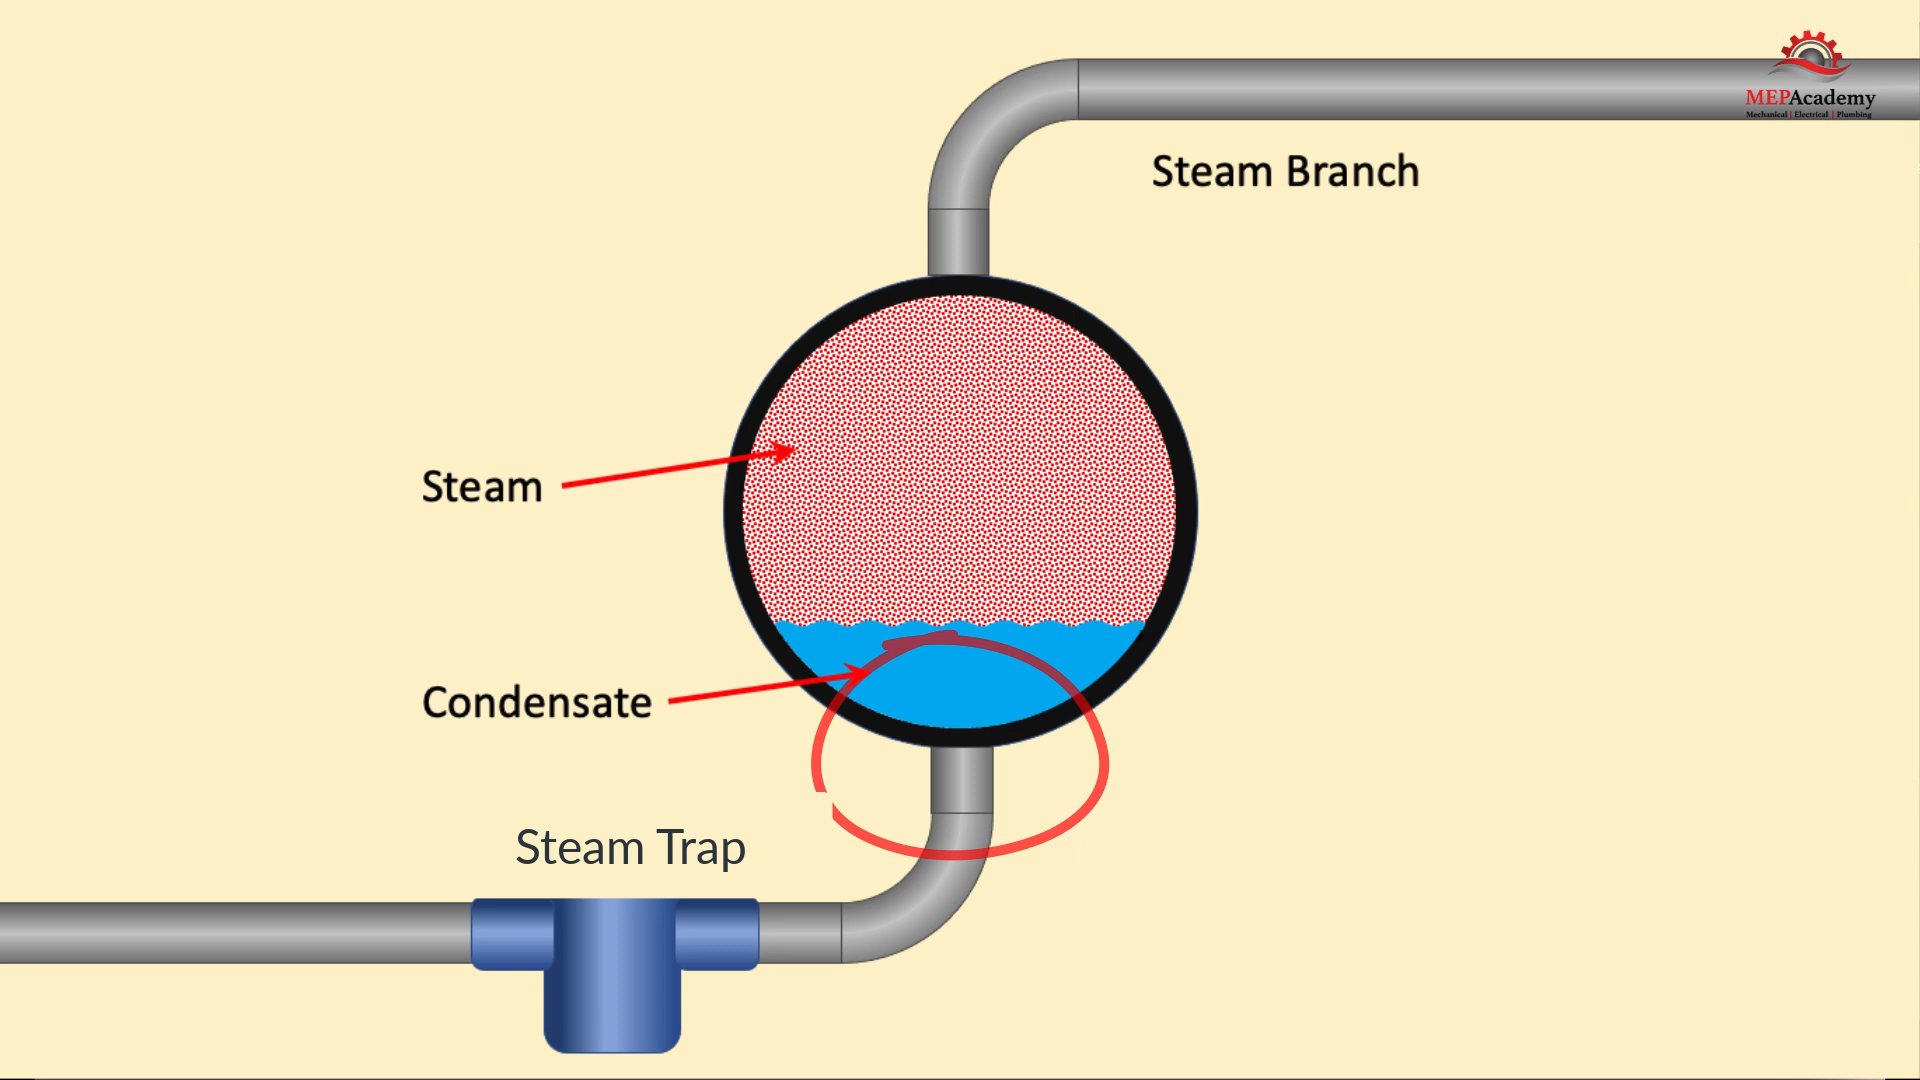 MEPAcademy
Mechanical | Electrical | Plumbing
Steam Branch
Steam
Condensate
Steam Trap